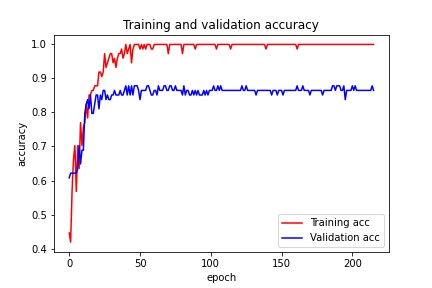 Training and validation accuracy
accuracy
1.0
0.9
0.8
0.7
0.6
0.5
0.4
Training acc
Validation acc
0
50
100
150
200
epoch